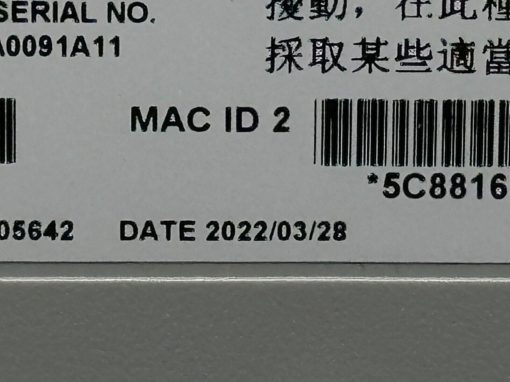 SERIAL NO.
A0091A11
擾動，在此種
採取某些適當
MAC ID 2
*5C8816
05642
DATE 2022/03/28